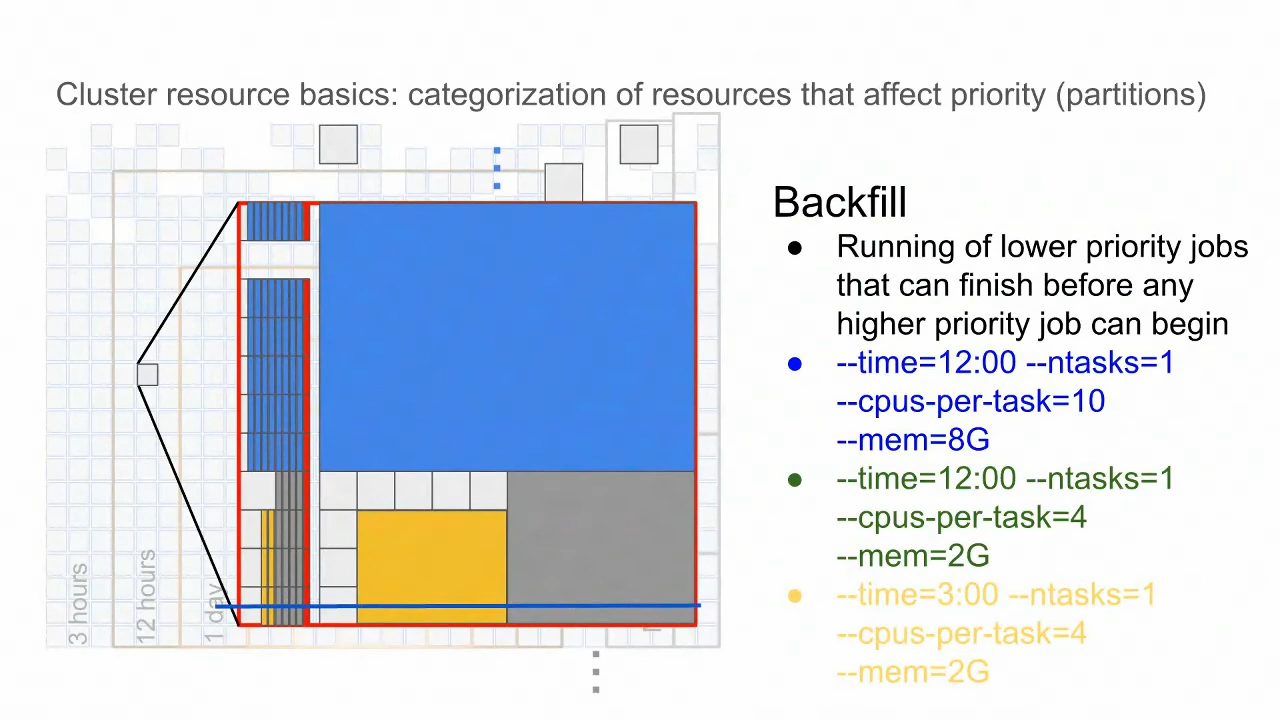 Cluster resource basics: categorization of resources that affect priority (partitions)
3 hours
12 hours
1 day
Backfill
● Running of lower priority jobs
that can finish before any
higher priority job can begin
● --time=12:00 --ntasks=1
--cpus-per-task=10
--mem=8G
● --time=12:00 --ntasks=1
--cpus-per-task=4
--mem=2G
● --time=3:00 --ntasks=1
--cpus-per-task=4
--mem=2G